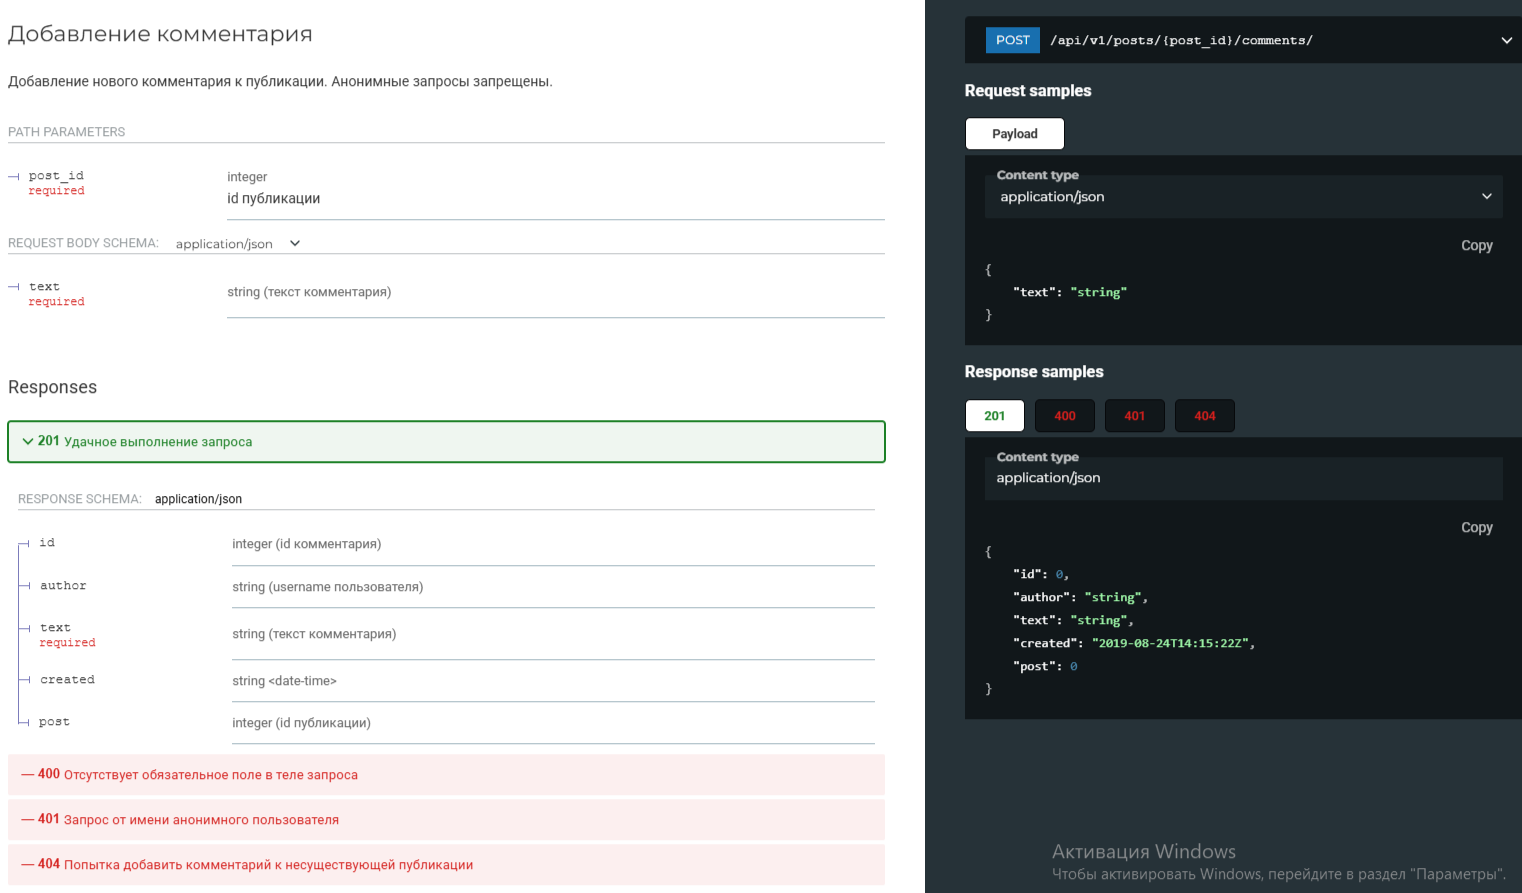 Добавление комментария
Добавление нового комментария к публикации. Анонимные запросы запрещены.
PATH PARAMETERS
post_id
required
integer
id публикации
REQUEST BODY SCHEMA: application/json
text
required
string (текст комментария)
Responses
201 Удачное выполнение запроса
RESPONSE SCHEMA: application/json
id
integer (id комментария)
author
string (username пользователя)
text
required
string (текст комментария)
created
string <date-time>
post
integer (id публикации)
— 400 Отсутствует обязательное поле в теле запроса
— 401 Запрос от имени анонимного пользователя
— 404 Попытка добавить комментарий к несуществующей публикации
POST /api/v1/posts/{post_id}/comments/
Request samples
Payload
Content type
application/json
Copy
{
"text": "string"
}
Response samples
201 400 401 404
Content type
application/json
Copy
{
"id": 0,
"author": "string",
"text": "string",
"created": "2019-08-24T14:15:22Z",
"post": 0
}
Активация Windows
Чтобы активировать Windows, перейдите в раздел "Параметры".